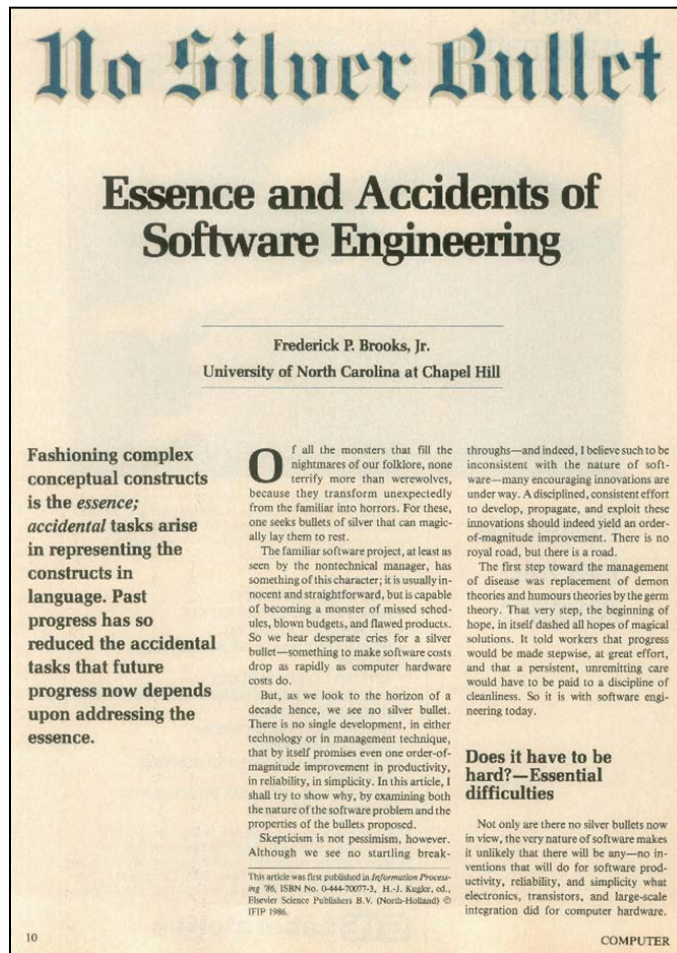 No Silver Bullet
Essence and Accidents of
Software Engineering
Frederick P. Brooks, Jr.
University of North Carolina at Chapel Hill
Fashioning complex
conceptual constructs
is the essence;
accidental tasks arise
in representing the
constructs in
language. Past
progress has so
reduced the accidental
tasks that future
progress now depends
upon addressing the
essence.
Of all the monsters that fill the
nightmares of our folklore, none
terrify more than werewolves,
because they transform unexpectedly
from the familiar into horrors. For these,
one seeks bullets of silver that can magic-
ally lay them to rest.
The familiar software project, at least as
seen by the nontechnical manager, has
something of this character; it is usually in-
nocent and straightforward, but is capable
of becoming a monster of missed sched-
ules, blown budgets, and flawed products.
So we hear desperate cries for a silver
bullet—something to make software costs
drop as rapidly as computer hardware
costs do.
But, as we look to the horizon of a
decade hence, we see no silver bullet.
There is no single development, in either
technology or in management technique,
that by itself promises even one order-of-
magnitude improvement in productivity,
in reliability, in simplicity. In this article, I
shall try to show why, by examining both
the nature of the software problem and the
properties of the bullets proposed.
Skepticism is not pessimism, however.
Although we see no startling break-
This article was first published in Information Process-
ing '86, ISBN No. 0-444-70077-3, H.-J. Kugler, ed.,
Elsevier Science Publishers B.V. (North-Holland) ©
IFIP 1986.
throughs—and indeed, I believe such to be
inconsistent with the nature of soft-
ware—many encouraging innovations are
under way. A disciplined, consistent effort
to develop, propagate, and exploit these
innovations should indeed yield an order-
of-magnitude improvement. There is no
royal road, but there is a road.
The first step toward the management
of disease was replacement of demon
theories and humours theories by the germ
theory. That very step, the beginning of
hope, in itself dashed all hopes of magical
solutions. It told workers that progress
would be made stepwise, at great effort,
and that a persistent, unremitting care
would have to be paid to a discipline of
cleanliness. So it is with software engi-
neering today.
Does it have to be
hard?—Essential
difficulties
Not only are there no silver bullets now
in view, the very nature of software makes
it unlikely that there will be any—no in-
ventions that will do for software prod-
uctivity, reliability, and simplicity what
electronics, transistors, and large-scale
integration did for computer hardware.
10
COMPUTER